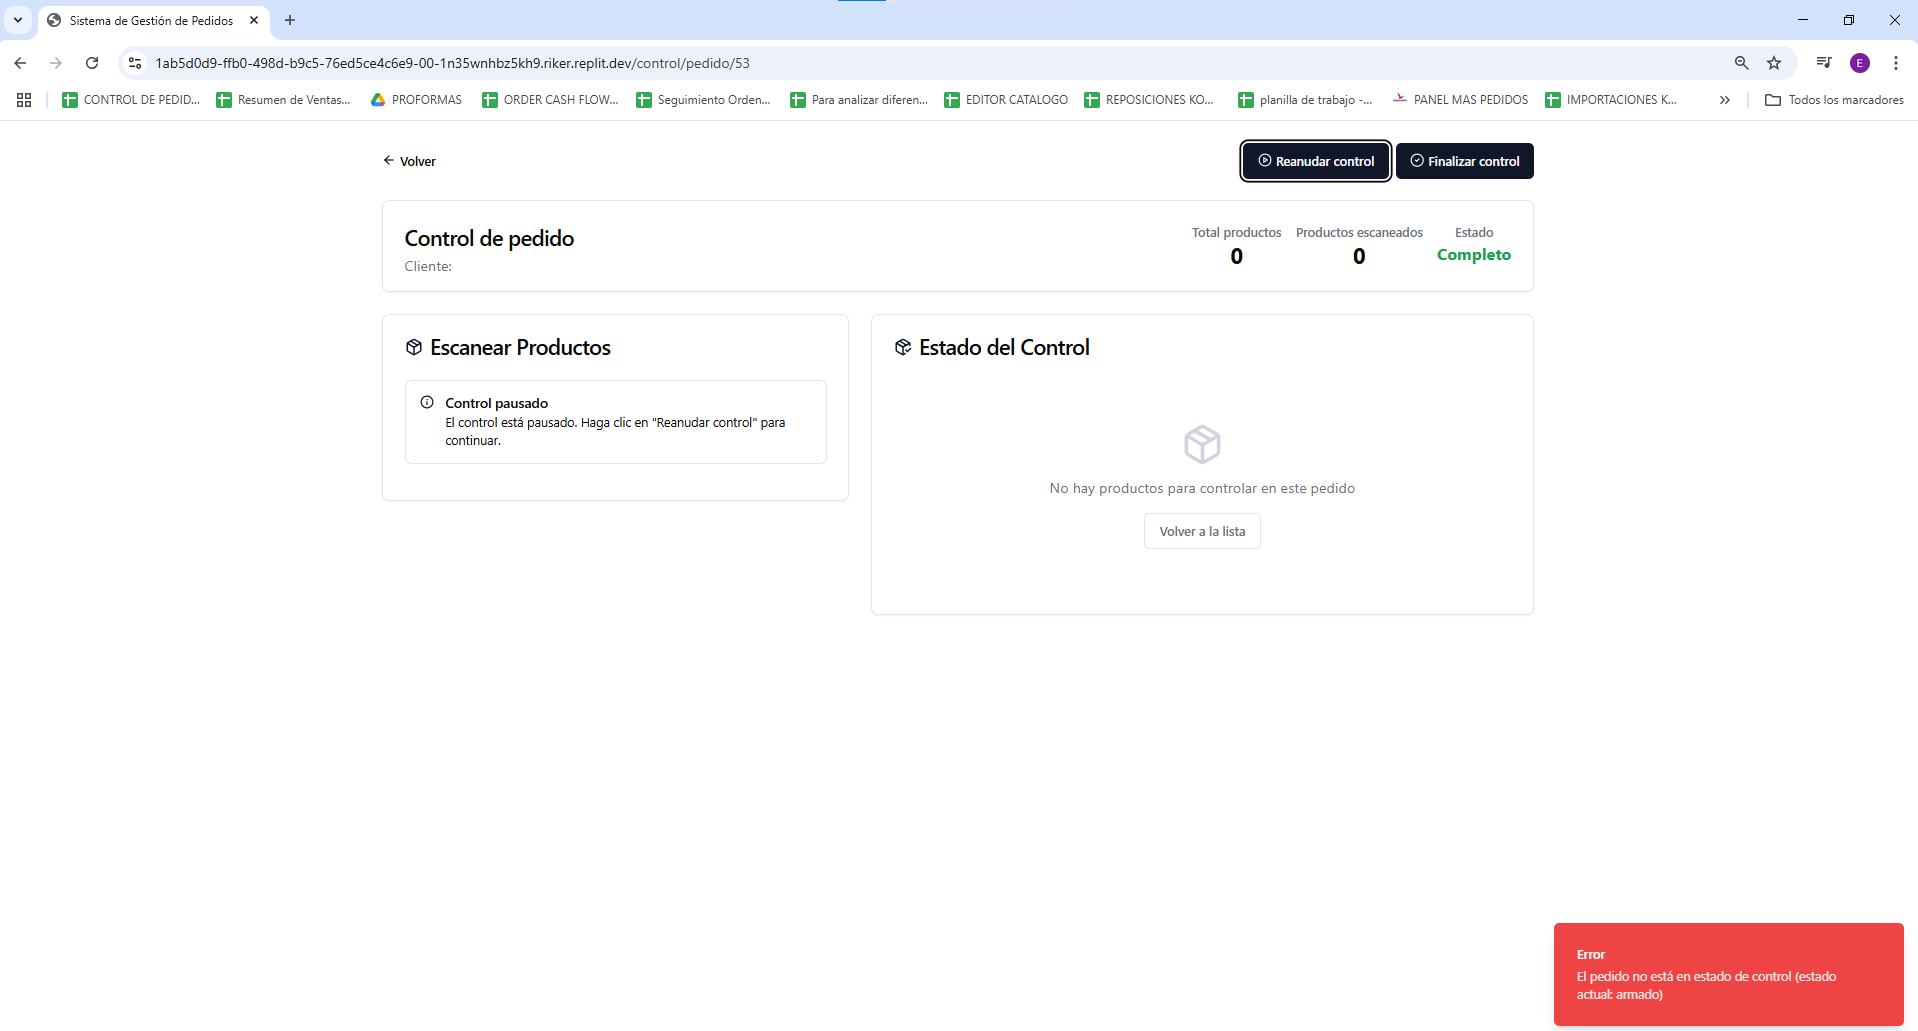 Sistema de Gestión de Pedidos
1ab5d0d9-ffb0-498d-b9c5-76ed5ce4c6e9-00-1n35wnhbz5kh9.riker.replit.dev/control/pedido/53
E
CONTROL DE PEDID...
Resumen de Ventas...
PROFORMAS
ORDER CASH FLOW...
Seguimiento Orden...
Para analizar diferen...
EDITOR CATALOGO
REPOSICIONES KO...
planilla de trabajo -...
PANEL MAS PEDIDOS
IMPORTACIONES K...
Todos los marcadores
Volver
Reanudar control
Finalizar control
Control de pedido
Cliente:
Total productos
0
Productos escaneados
0
Estado
Completo
Escanear Productos
Control pausado
El control está pausado. Haga clic en "Reanudar control" para
continuar.
Estado del Control
No hay productos para controlar en este pedido
Volver a la lista
Error
El pedido no está en estado de control (estado
actual: armado)